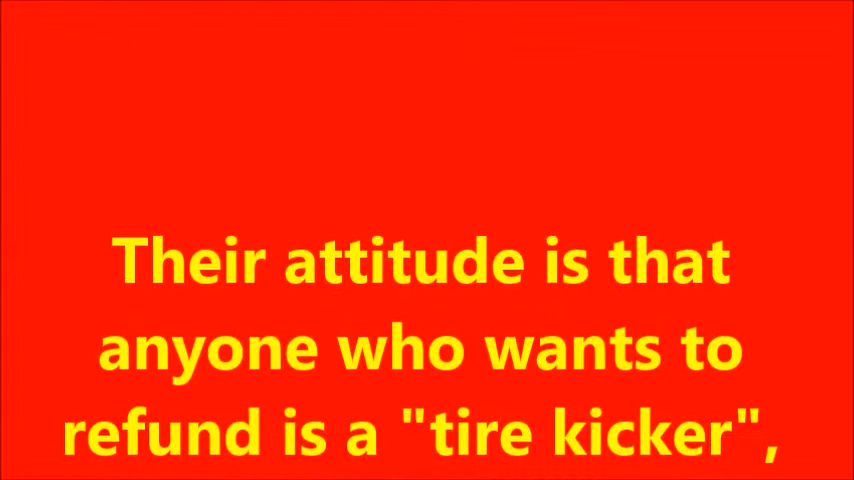 Their attitude is that
anyone who wants to
refund is a "tire kicker",